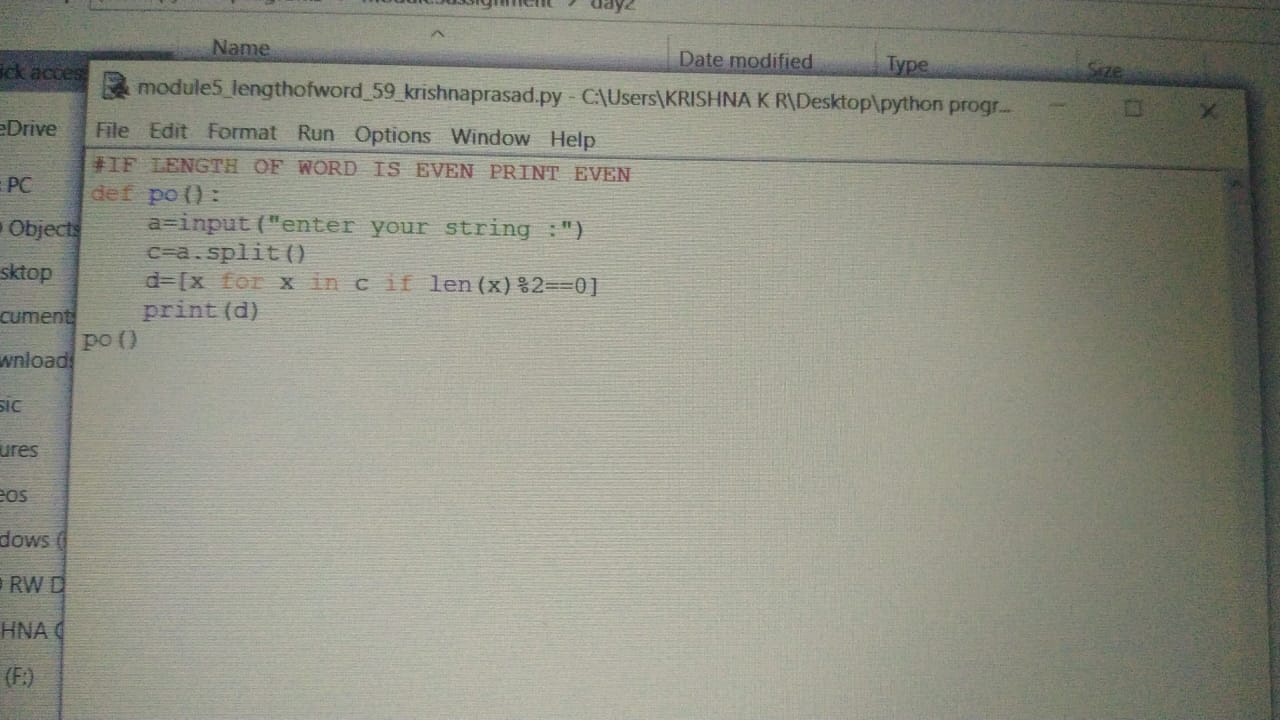 day2
Name
Date modified
Type
Size
module5_lengthofword_59_krishnaprasad.py - C:\Users\KRISHNA K R\Desktop\python progr...
File Edit Format Run Options Window Help
#IF LENGTH OF WORD IS EVEN PRINT EVEN
def po():
    a=input("enter your string :")
    c=a.split()
    d=[x for x in c if len(x)%2==0]
    print(d)
po()
ick acces
eDrive
PC
Objects
sktop
cument
wnload
sic
ures
eos
dows (
RW D
HNA
(F:)